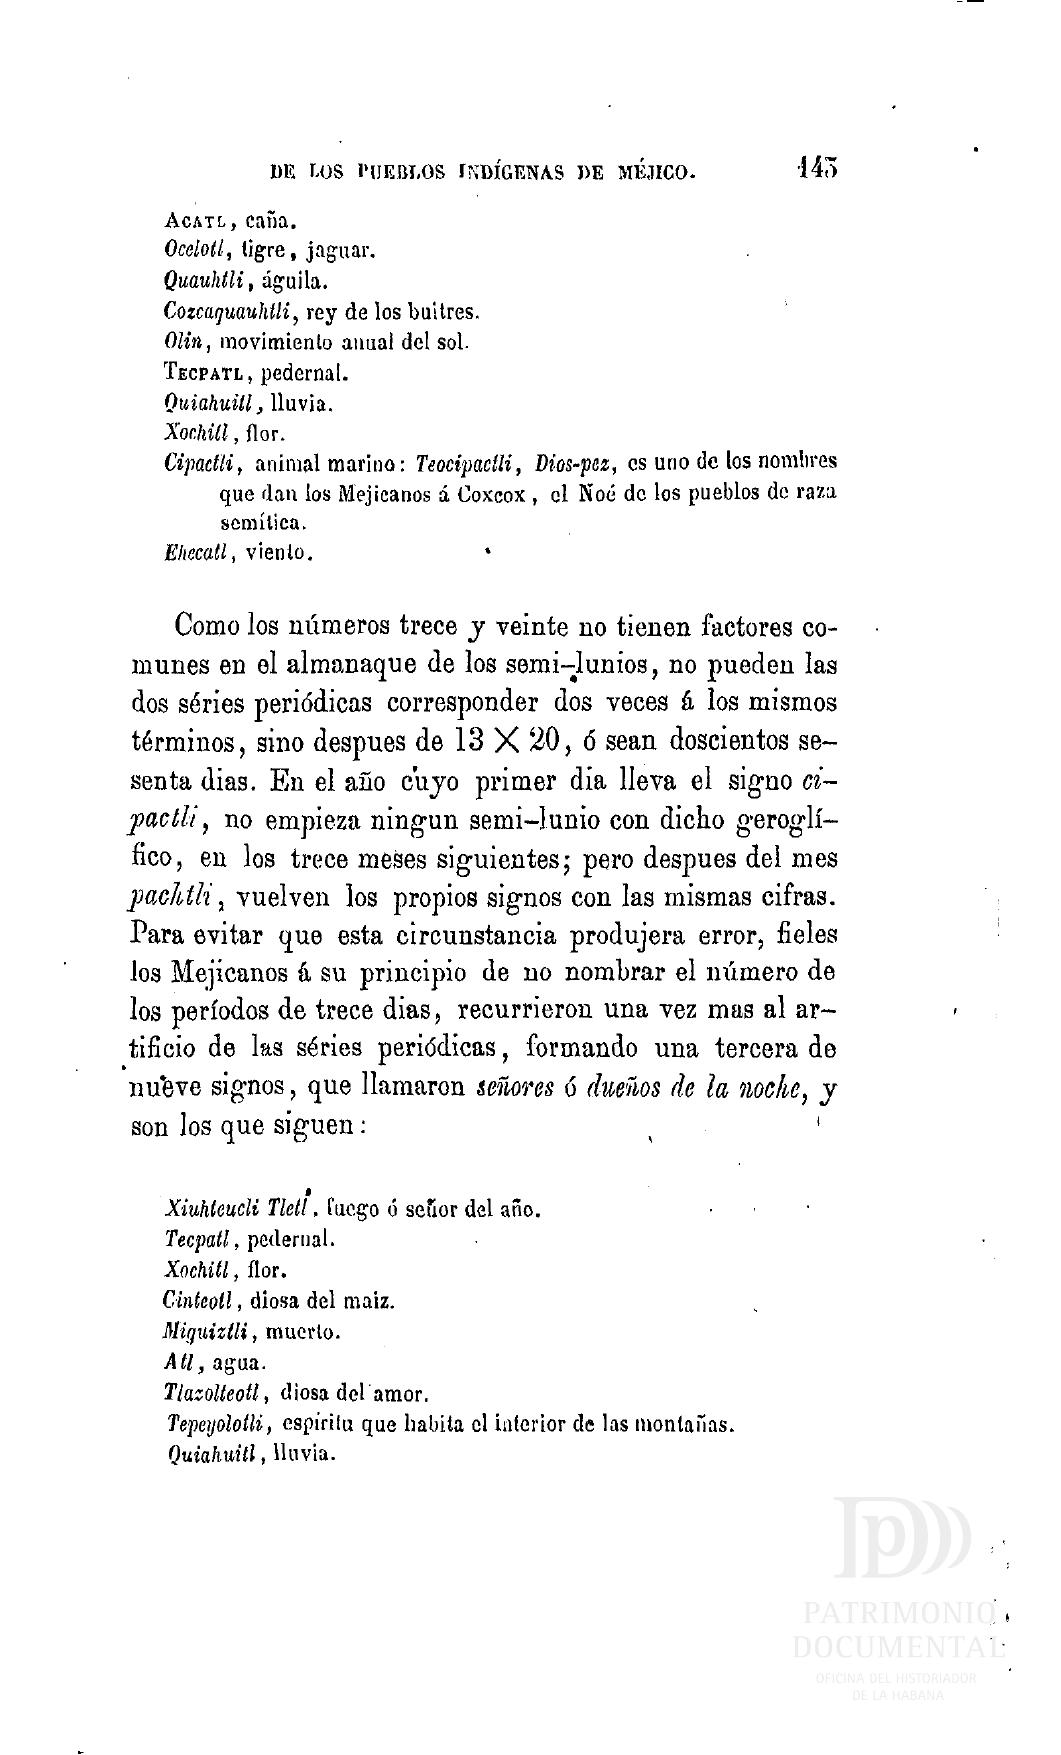 DE LOS PUEBLOS INDÍGENAS DE MÉJICO. 145
ACATL, caña.
Ocelotl, tigre, jaguar.
Quauhtli, águila.
Cozcaquauhtli, rey de los buitres.
Olin, movimiento anual del sol.
TECPATL, pedernal.
Quiahuitl, lluvia.
Xochitl, flor.
Cipactli, animal marino: Teocipactli, Dios-pez, es uno de los nombres
que dan los Mejicanos á Coxcox, el Noé de los pueblos de raza
semítica.
Ehecatl, viento.
Como los números trece y veinte no tienen factores co-
munes en el almanaque de los semi-lunios, no pueden las
dos séries periódicas corresponder dos veces á los mismos
términos, sino despues de 13 X 20, ó sean doscientos se-
senta dias. En el año cuyo primer dia lleva el signo ci-
pactli, no empieza ningun semi-lunio con dicho geroglí-
fico, en los trece meses siguientes; pero despues del mes
pachtli, vuelven los propios signos con las mismas cifras.
Para evitar que esta circunstancia produjera error, fieles
los Mejicanos á su principio de no nombrar el número de
los períodos de trece dias, recurrieron una vez mas al ar-
tificio de las séries periódicas, formando una tercera de
nueve signos, que llamaron señores ó dueños de la noche, y
son los que siguen:
Xiuhteucli Tletl. fuego ó señor del año.
Tecpatl, pedernal.
Xochitl, flor.
Cinteotl, diosa del maiz.
Miquiztli, muerto.
Atl, agua.
Tlazolteotl, diosa del amor.
Tepeyolotli, espiritu que habita el interior de las montañas.
Quiahuitl, lluvia.
PATRIMONIO
DOCUMENTAL
OFICINA DEL HISTORIADOR
DE LA HABANA